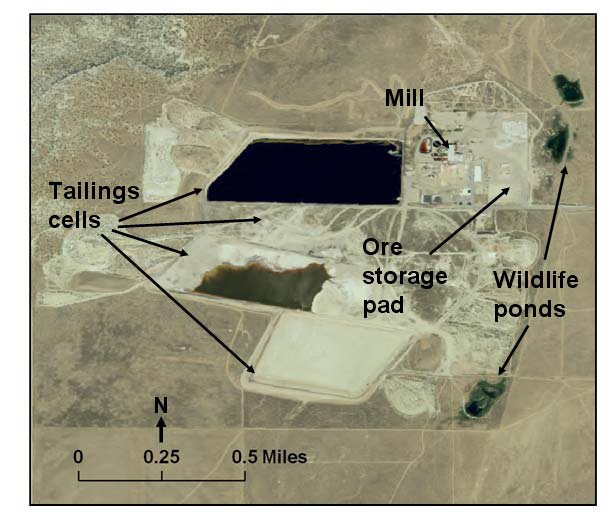 Mill
Tailings
cells
Ore
storage
pad
Wildlife
ponds
N
0 0.25 0.5 Miles